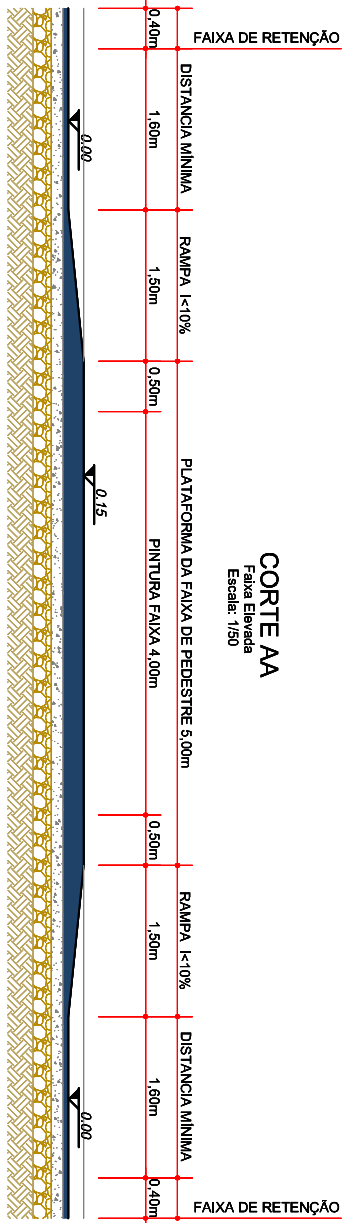 FAIXA DE RETENÇÃO
DISTANCIA MÍNIMA
RAMPA I<10%
PLATAFORMA DA FAIXA DE PEDESTRE 5,00m
RAMPA I<10%
DISTANCIA MÍNIMA
FAIXA DE RETENÇÃO
0,40m
1,60m
1,50m
0,50m
PINTURA FAIXA 4,00m
0,50m
1,50m
1,60m
0,40m
0.00
0.15
0.00
CORTE AA
Faixa Elevada
Escala: 1/50